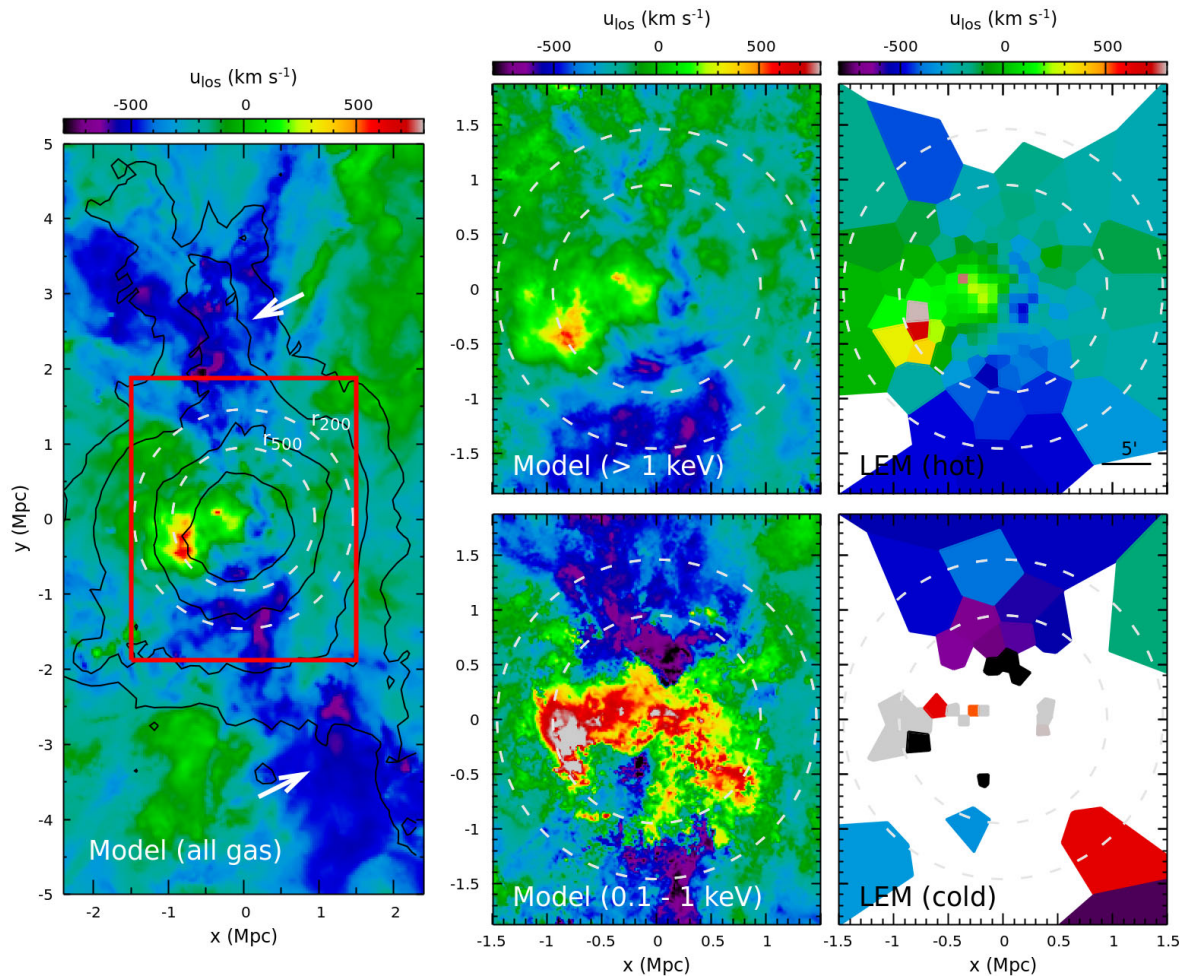 u_los (km s⁻¹)
-500 0 500
u_los (km s⁻¹)
-500 0 500
u_los (km s⁻¹)
-500 0 500
5
4
3
2
1
0
-1
-2
-3
-4
-5
y (Mpc)
r_200
r_500
Model (all gas)
-2 -1 0 1 2
x (Mpc)
1.5
1
0.5
0
-0.5
-1
-1.5
Model (> 1 keV)
5'
LEM (hot)
1.5
1
0.5
0
-0.5
-1
-1.5
Model (0.1 - 1 keV)
LEM (cold)
-1.5 -1 -0.5 0 0.5 1
x (Mpc)
-1.5 -1 -0.5 0 0.5 1 1.5
x (Mpc)